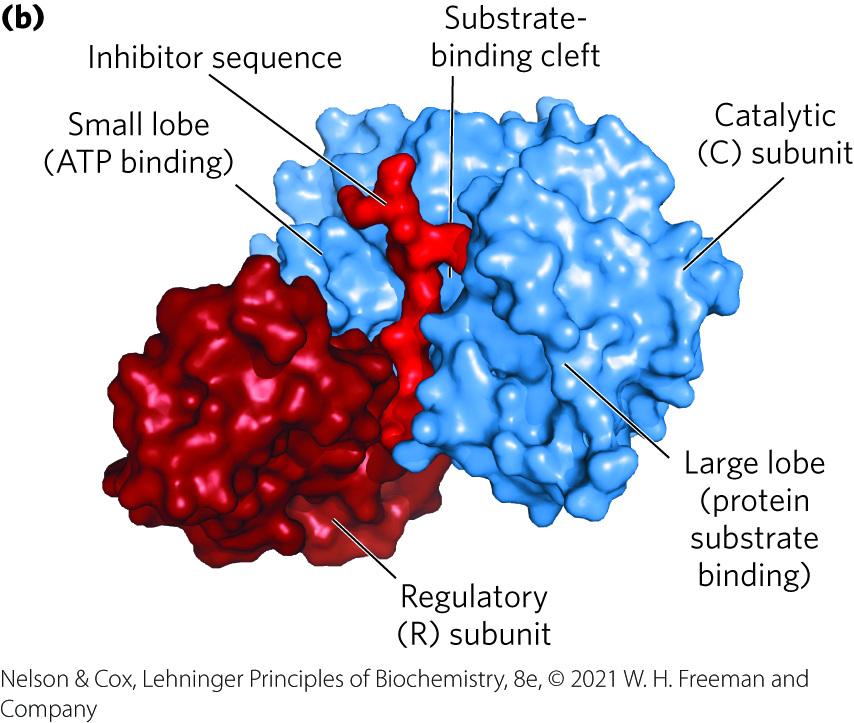 (b)
Substrate-
binding cleft
Inhibitor sequence
Small lobe
(ATP binding)
Catalytic
(C) subunit
Large lobe
(protein
substrate
binding)
Regulatory
(R) subunit
Nelson & Cox, Lehninger Principles of Biochemistry, 8e, © 2021 W. H. Freeman and
Company